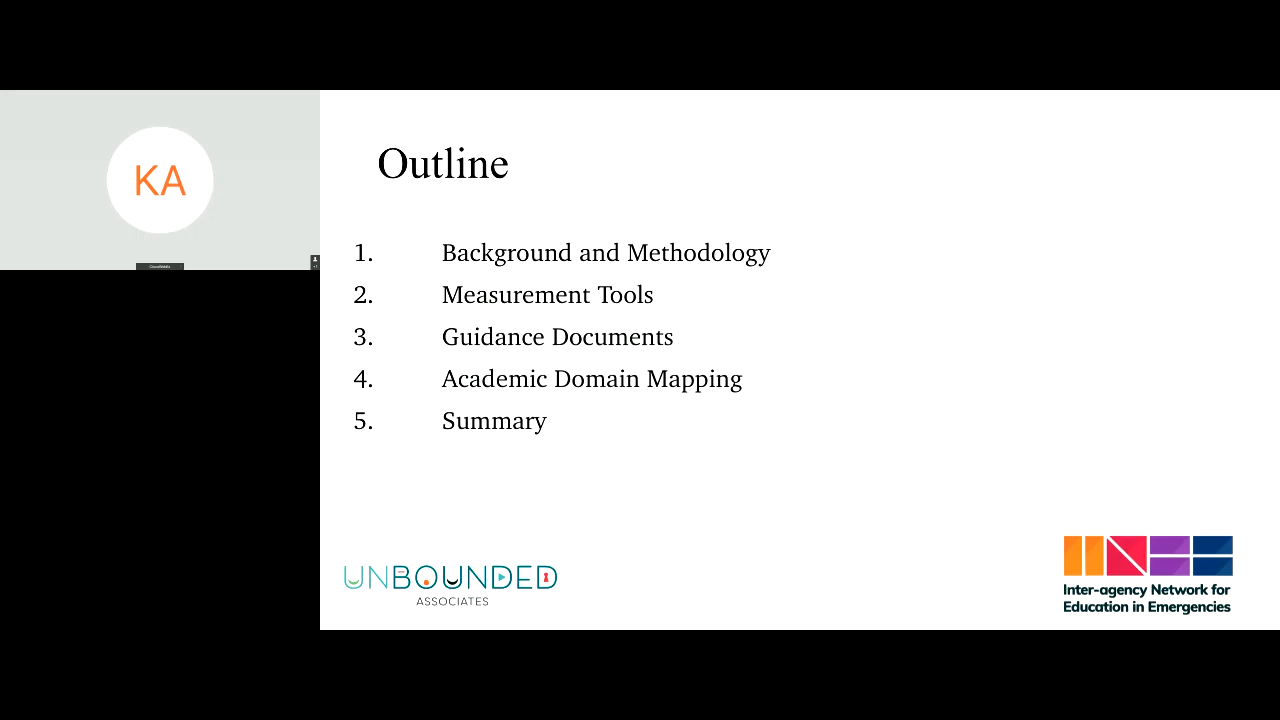 KA
Outline
1. Background and Methodology
2. Measurement Tools
3. Guidance Documents
4. Academic Domain Mapping
5. Summary
UNBOUNDED
ASSOCIATES
INEE
Inter-agency Network for
Education in Emergencies